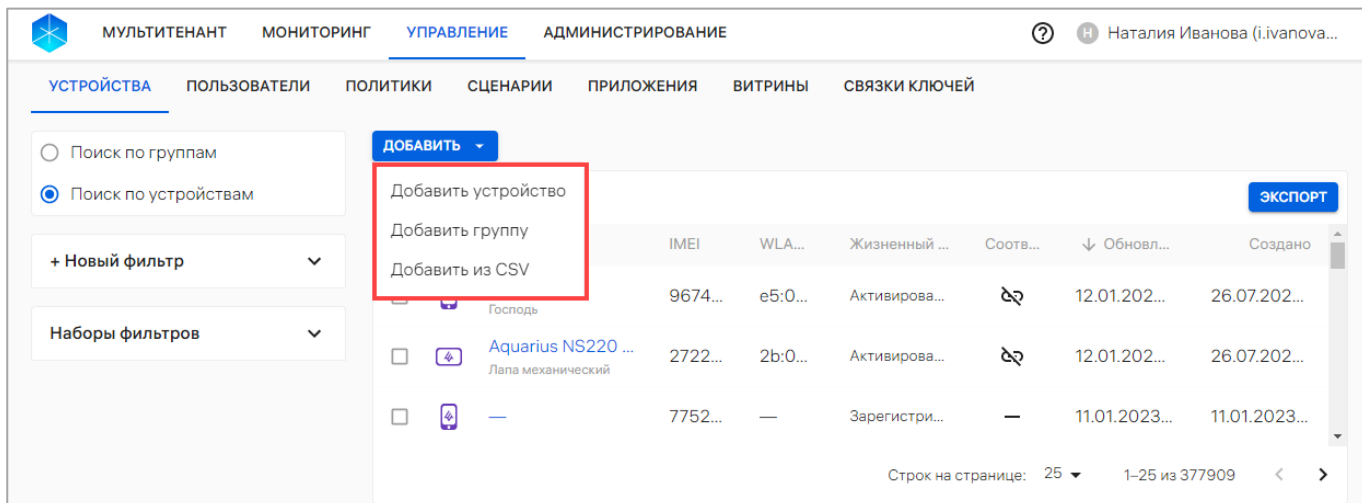 МУЛЬТИТЕНАНТ МОНИТОРИНГ УПРАВЛЕНИЕ АДМИНИСТРИРОВАНИЕ ? Н Наталия Иванова (i.ivanova...
УСТРОЙСТВА ПОЛЬЗОВАТЕЛИ ПОЛИТИКИ СЦЕНАРИИ ПРИЛОЖЕНИЯ ВИТРИНЫ СВЯЗКИ КЛЮЧЕЙ
Поиск по группам
Поиск по устройствам
+ Новый фильтр
Наборы фильтров
ДОБАВИТЬ
Добавить устройство
Добавить группу
Добавить из CSV
ЭКСПОРТ
IMEI WLA... Жизненный ... Соотв... ↓ Обновл... Создано
9674... e5:0... Активирова... 12.01.202... 26.07.202...
Господь
Aquarius NS220 ... 2722... 2b:0... Активирова... 12.01.202... 26.07.202...
Лапа механический
— 7752... — Зарегистри... — 11.01.2023... 11.01.2023...
Строк на странице: 25 1–25 из 377909 < >